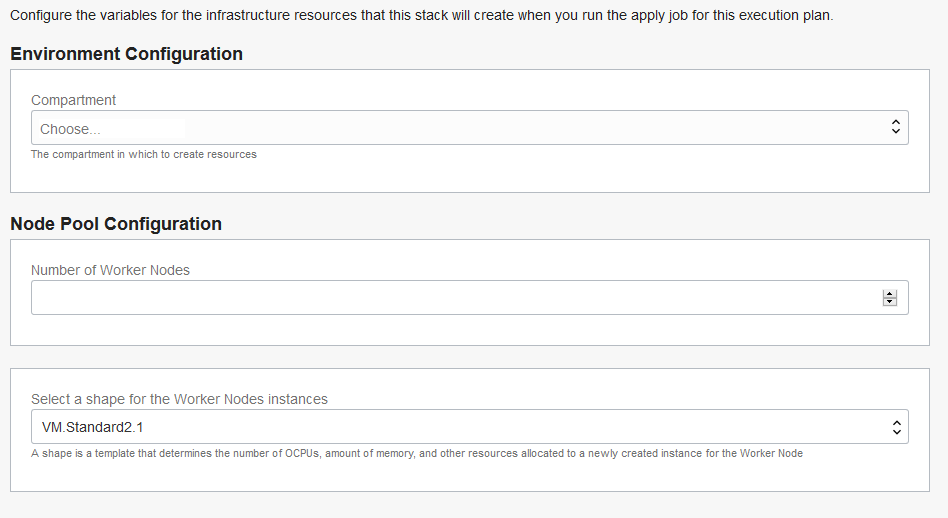 Configure the variables for the infrastructure resources that this stack will create when you run the apply job for this execution plan.
Environment Configuration
Compartment
Choose...
The compartment in which to create resources
Node Pool Configuration
Number of Worker Nodes
Select a shape for the Worker Nodes instances
VM.Standard2.1
A shape is a template that determines the number of OCPUs, amount of memory, and other resources allocated to a newly created instance for the Worker Node